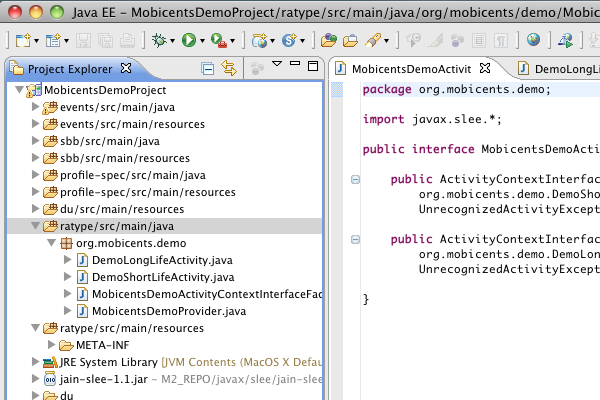 Java EE - MobicentsDemoProject/ratype/src/main/java/org/mobicents/demo/Mobic
Project Explorer
MobicentsDemoActivit
DemoLongL
MobicentsDemoProject
events/src/main/java
events/src/main/resources
sbb/src/main/java
sbb/src/main/resources
profile-spec/src/main/java
profile-spec/src/main/resources
du/src/main/resources
ratype/src/main/java
org.mobicents.demo
DemoLongLifeActivity.java
DemoShortLifeActivity.java
MobicentsDemoActivityContextInterfaceFac
MobicentsDemoProvider.java
ratype/src/main/resources
META-INF
JRE System Library [JVM Contents (MacOS X Defau
jain-slee-1.1.jar - M2_REPO/javax/slee/jain-slee
du
package org.mobicents.demo;
import javax.slee.*;
public interface MobicentsDemoActi
public ActivityContextInterfac
org.mobicents.demo.DemoSho
UnrecognizedActivityExcept
public ActivityContextInterfac
org.mobicents.demo.DemoLon
UnrecognizedActivityExcept
}